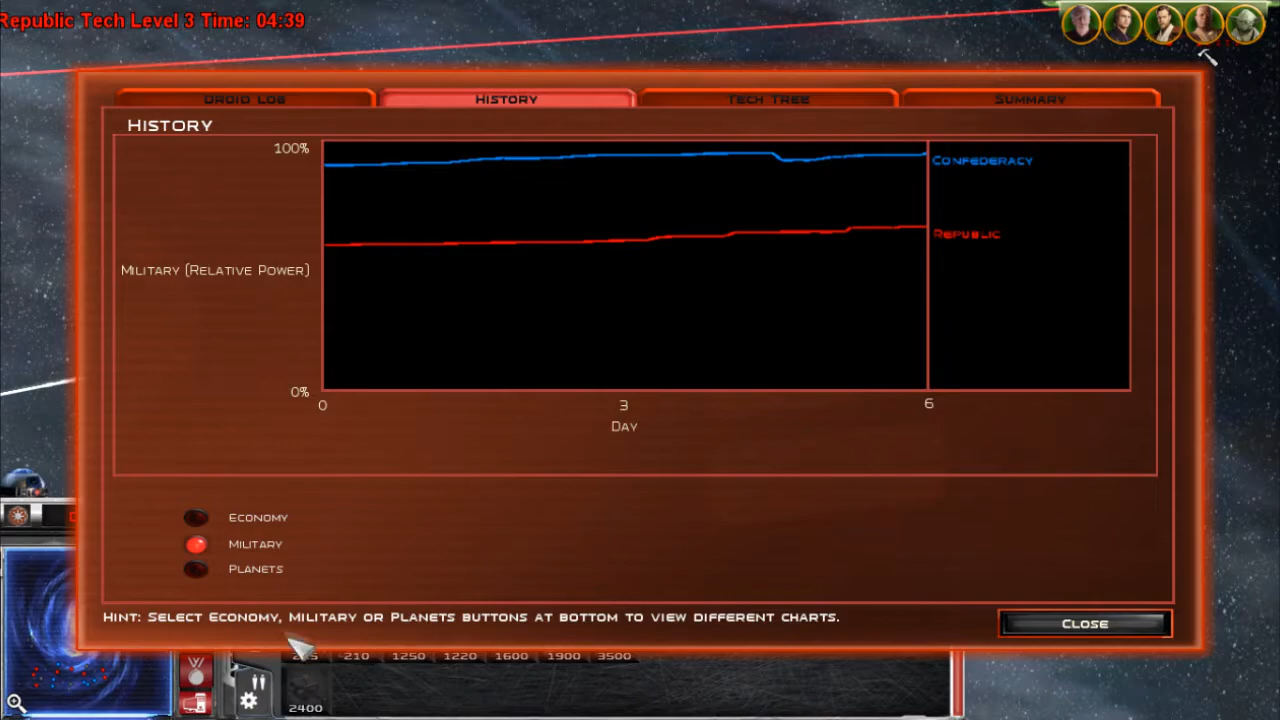 Republic Tech Level 3 Time: 04:39
Droid Log
History
Tech Tree
Summary
History
100%
Confederacy
Republic
Military (Relative Power)
0%
0
3
6
Day
Economy
Military
Planets
Hint: Select Economy, Military or Planets buttons at bottom to view different charts.
Close
1250 1220 1600 1900 3500
2400